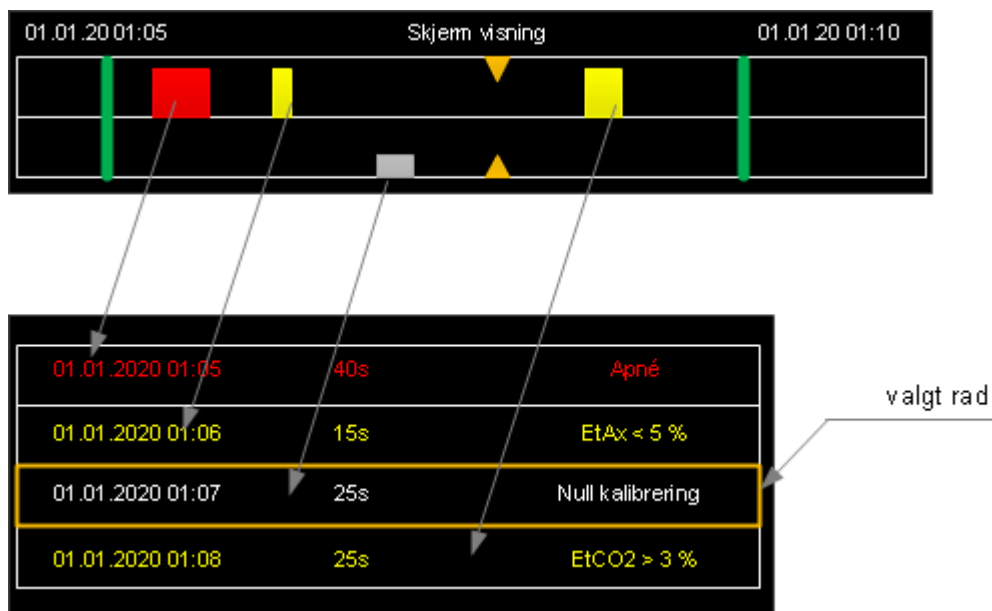 01.01.20 01:05 Skjerm visning 01.01.20 01:10
01.01.2020 01:05 40s Apné
valgt rad
01.01.2020 01:06 15s EtAx < 5 %
01.01.2020 01:07 25s Null kalibrering
01.01.2020 01:08 25s EtCO2 > 3 %